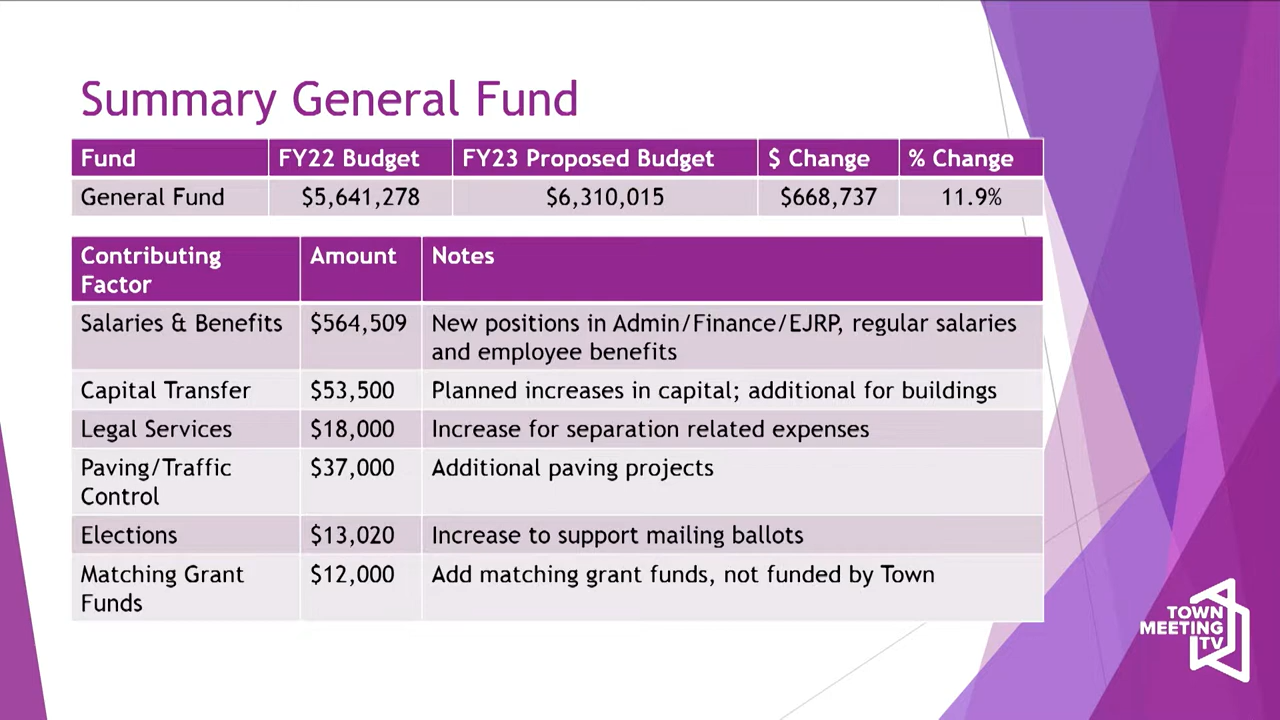 Summary General Fund
Fund FY22 Budget FY23 Proposed Budget $ Change % Change
General Fund $5,641,278 $6,310,015 $668,737 11.9%
Contributing Factor Amount Notes
Salaries & Benefits $564,509 New positions in Admin/Finance/EJRP, regular salaries and employee benefits
Capital Transfer $53,500 Planned increases in capital; additional for buildings
Legal Services $18,000 Increase for separation related expenses
Paving/Traffic Control $37,000 Additional paving projects
Elections $13,020 Increase to support mailing ballots
Matching Grant Funds $12,000 Add matching grant funds, not funded by Town
TOWN
MEETING
TV